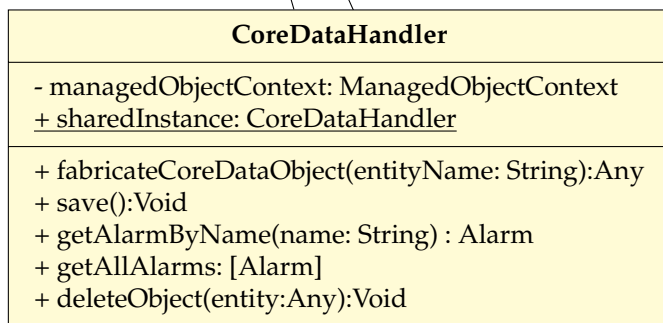 CoreDataHandler
- managedObjectContext: ManagedObjectContext
+ sharedInstance: CoreDataHandler
+ fabricateCoreDataObject(entityName: String):Any
+ save():Void
+ getAlarmByName(name: String) : Alarm
+ getAllAlarms: [Alarm]
+ deleteObject(entity:Any):Void